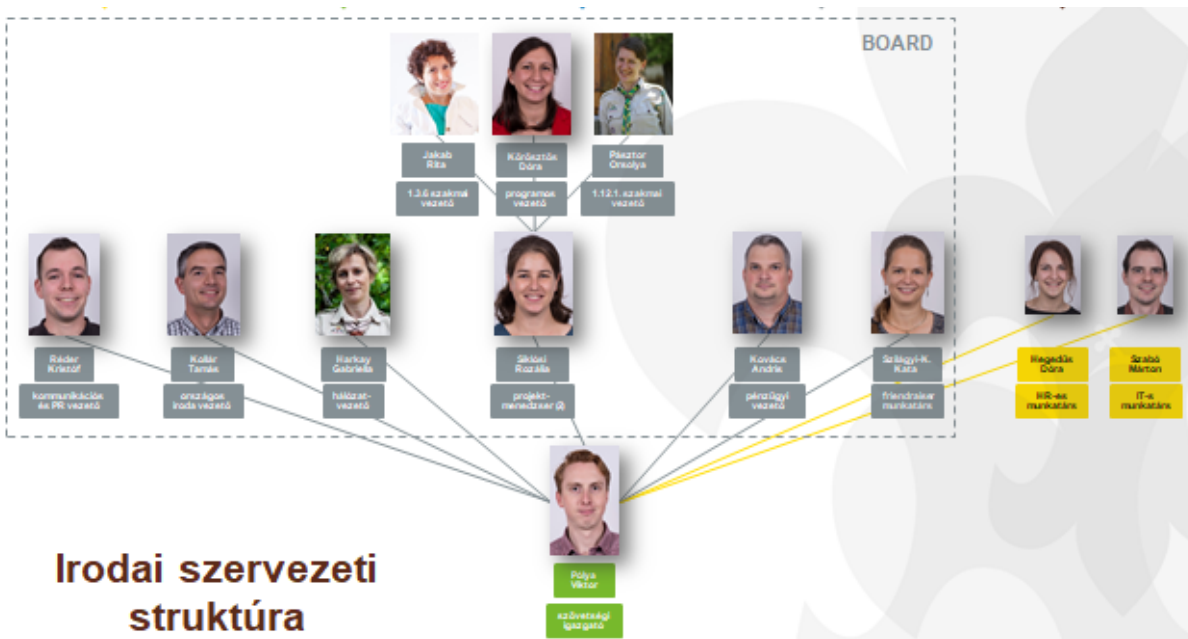 BOARD
Jakab
Rita
Körösztös
Dóra
Pásztor
Orsolya
1.3.6 szakmai
vezető
programos
vezető
1.12.1. szakmai
vezető
Réder
Kristóf
Kollár
Tamás
Harkay
Gabriella
Siklósi
Rozália
Kovács
Andris
Szilágyi-K.
Kata
Hegedűs
Dóra
Szabó
Márton
kommunikációs
és PR vezető
országos
iroda vezető
hálózat-
vezető
projekt-
menedzser
pénzügyi
vezető
friendraiser
munkatárs
HR-es
munkatárs
IT-s
munkatárs
Pólya
Viktor
szövetségi
igazgató
Irodai szervezeti
struktúra